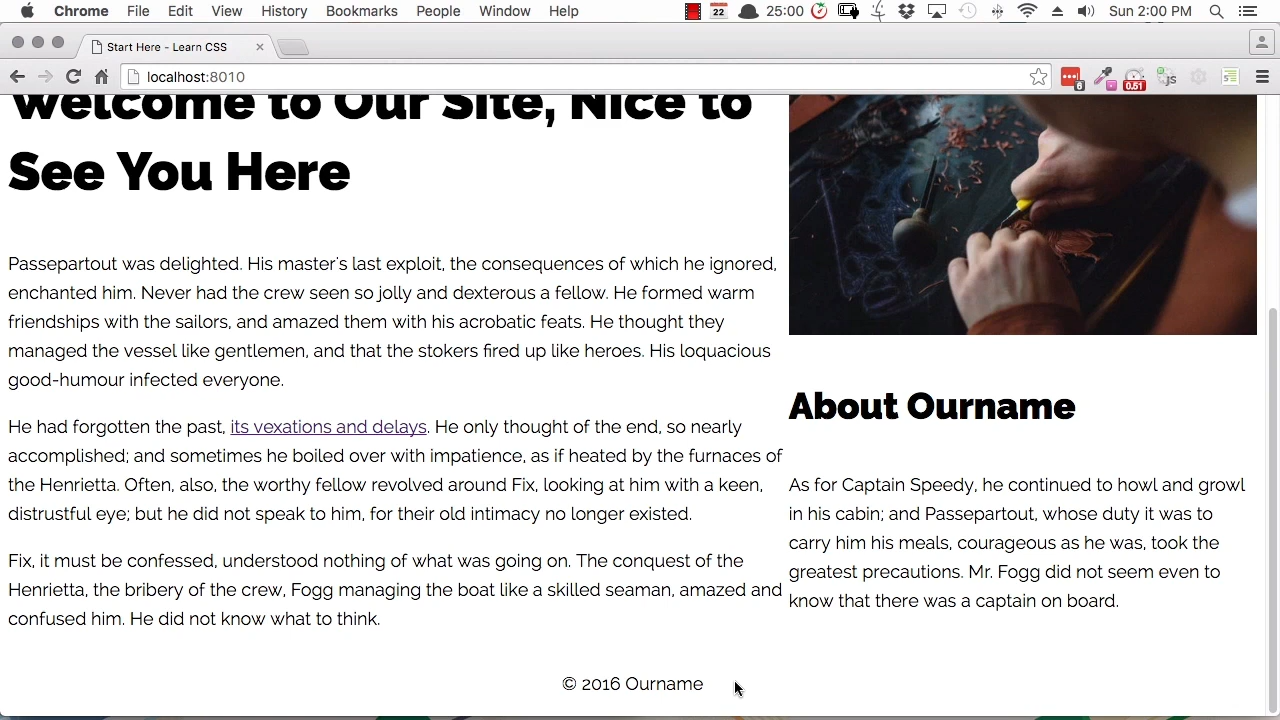 Chrome File Edit View History Bookmarks People Window Help 22 25:00 Sun 2:00 PM
Start Here - Learn CSS
localhost:8010 6 0.51 js
Welcome to Our Site, Nice to
See You Here
Passepartout was delighted. His master's last exploit, the consequences of which he ignored,
enchanted him. Never had the crew seen so jolly and dexterous a fellow. He formed warm
friendships with the sailors, and amazed them with his acrobatic feats. He thought they
managed the vessel like gentlemen, and that the stokers fired up like heroes. His loquacious
good-humour infected everyone.
He had forgotten the past, its vexations and delays. He only thought of the end, so nearly
accomplished; and sometimes he boiled over with impatience, as if heated by the furnaces of
the Henrietta. Often, also, the worthy fellow revolved around Fix, looking at him with a keen,
distrustful eye; but he did not speak to him, for their old intimacy no longer existed.
Fix, it must be confessed, understood nothing of what was going on. The conquest of the
Henrietta, the bribery of the crew, Fogg managing the boat like a skilled seaman, amazed and
confused him. He did not know what to think.
About Ourname
As for Captain Speedy, he continued to howl and growl
in his cabin; and Passepartout, whose duty it was to
carry him his meals, courageous as he was, took the
greatest precautions. Mr. Fogg did not seem even to
know that there was a captain on board.
© 2016 Ourname